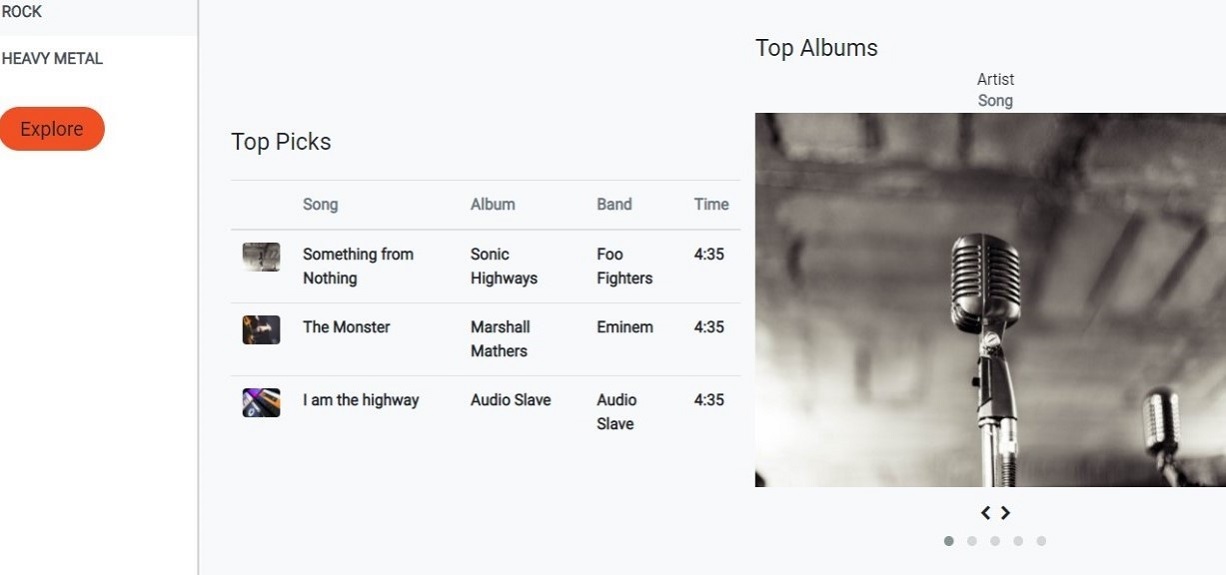 ROCK
HEAVY METAL
Explore
Top Picks
Song Album Band Time
Something from Nothing Sonic Highways Foo Fighters 4:35
The Monster Marshall Mathers Eminem 4:35
I am the highway Audio Slave Audio Slave 4:35
Top Albums
Artist
Song